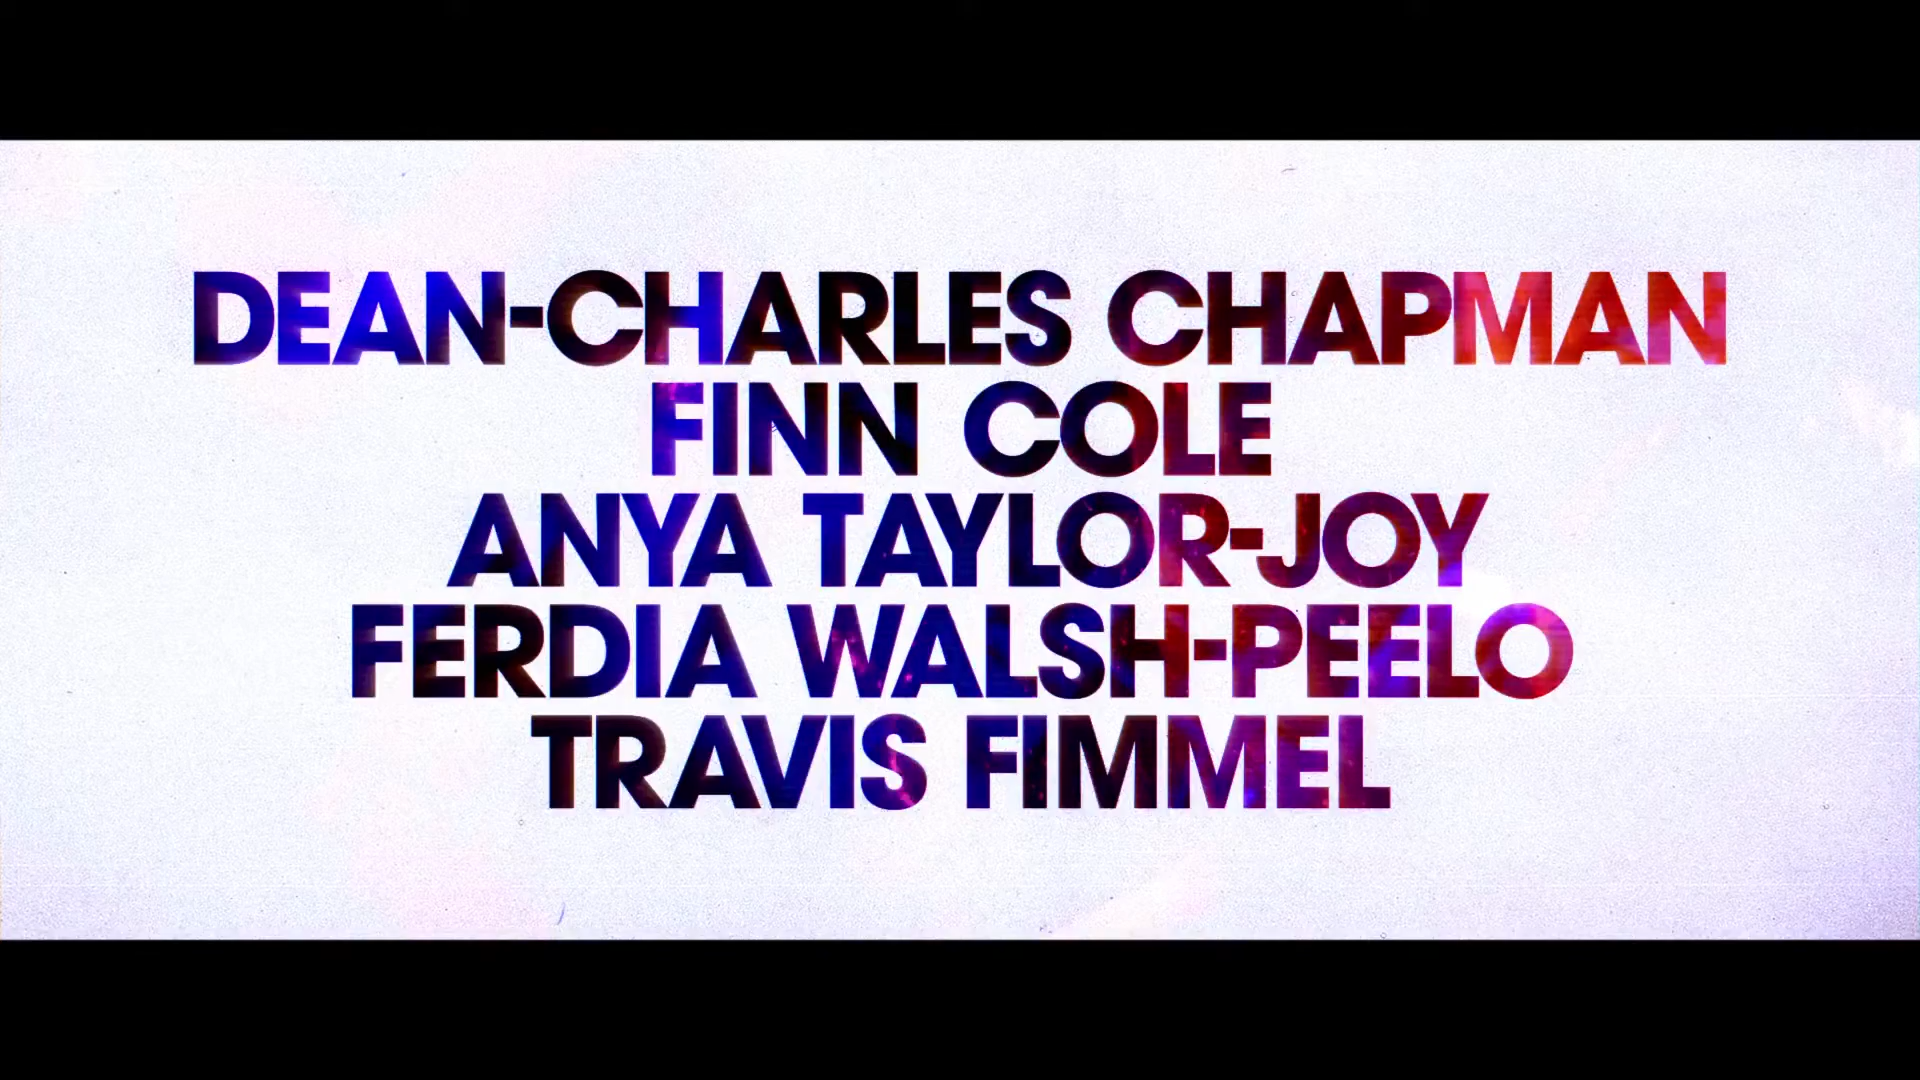 DEAN-CHARLES CHAPMAN
FINN COLE
ANYA TAYLOR-JOY
FERDIA WALSH-PEELO
TRAVIS FIMMEL